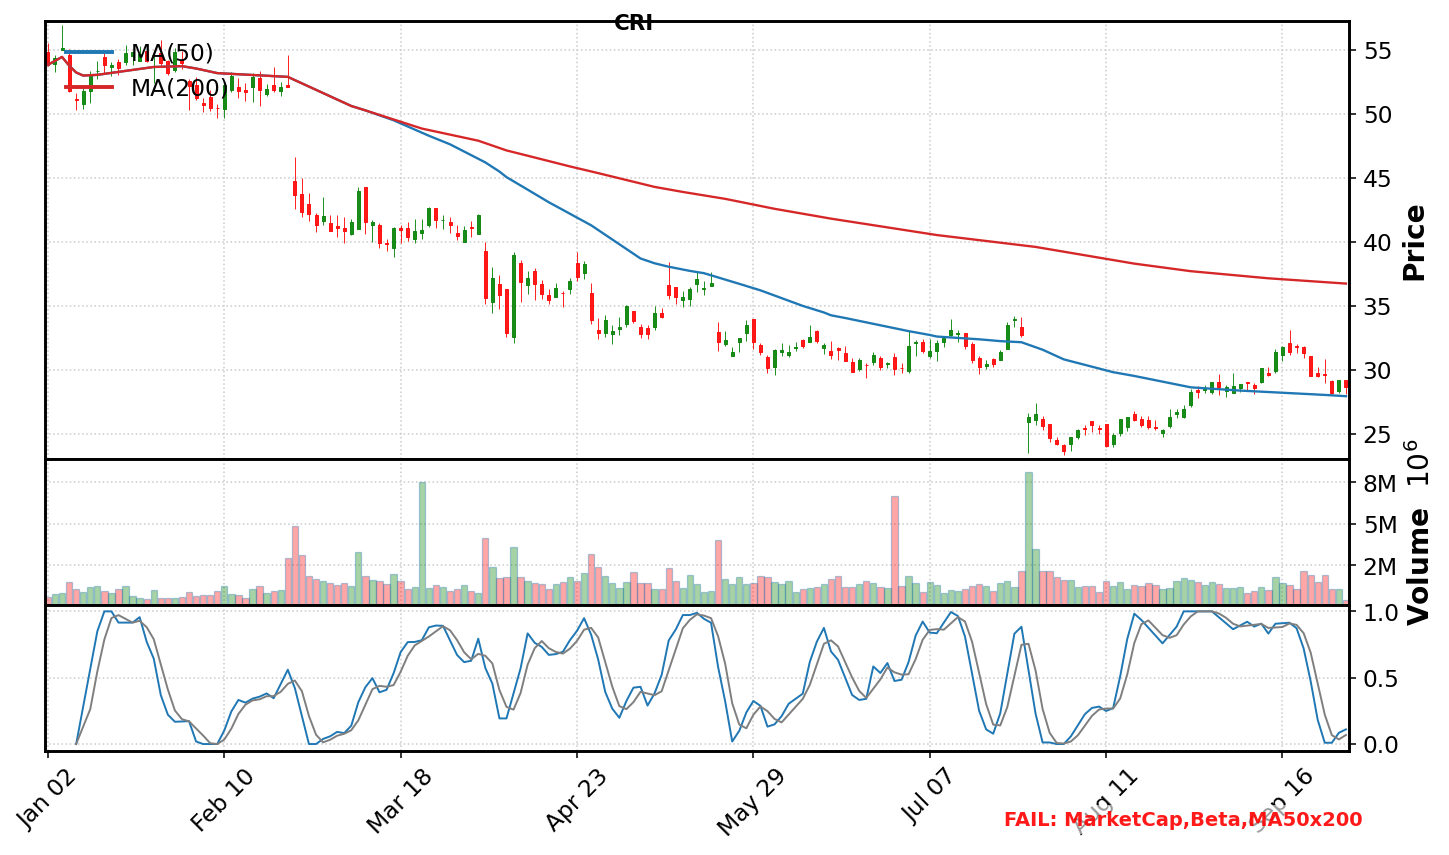 CRI
MA(50)
MA(200)
55
50
45
40
35
30
25
Price
8M
5M
2M
Volume 10⁶
1.0
0.5
0.0
Jan 02
Feb 10
Mar 18
Apr 23
May 29
Jul 07
Aug 11
Sep 16
FAIL: MarketCap,Beta,MA50x200